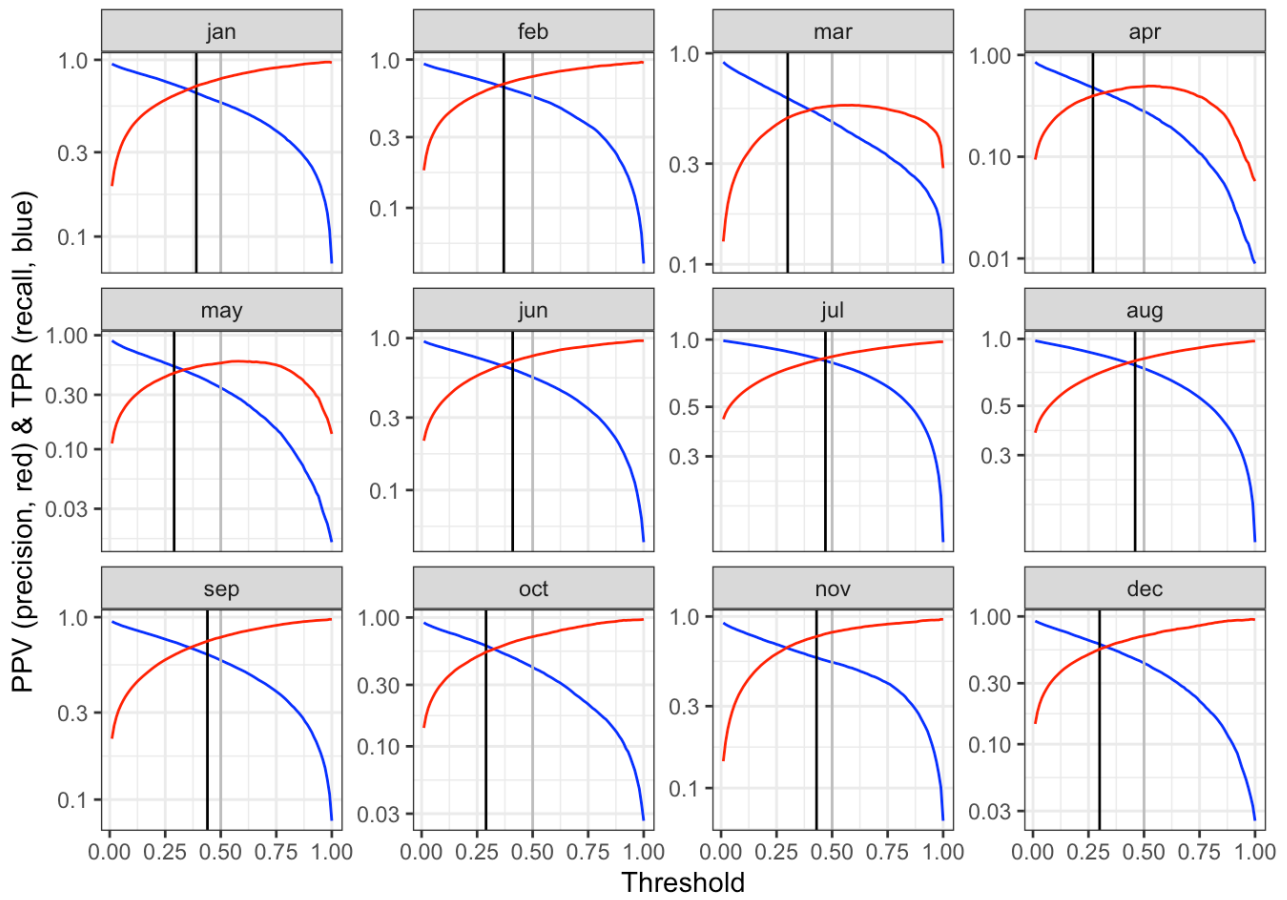 PPV (precision, red) & TPR (recall, blue)
jan
feb
mar
apr
1.0
0.3
0.1
1.0
0.3
0.1
1.0
0.3
0.1
1.00
0.10
0.01
may
jun
jul
aug
1.00
0.30
0.10
0.03
1.0
0.3
0.1
1.0
0.5
0.3
1.0
0.5
0.3
sep
oct
nov
dec
1.0
0.3
0.1
1.00
0.30
0.10
0.03
1.0
0.3
0.1
1.00
0.30
0.10
0.03
0.00 0.25 0.50 0.75 1.00
0.00 0.25 0.50 0.75 1.00
0.00 0.25 0.50 0.75 1.00
0.00 0.25 0.50 0.75 1.00
Threshold